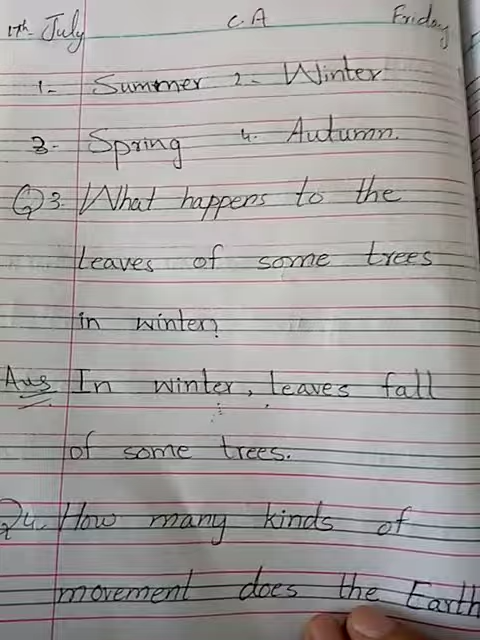 17th July C.A Friday
1- Summer 2- Winter
3- Spring 4. Autumn.
Q3. What happens to the
leaves of some trees
in winter?
Ans In winter, leaves fall
of some trees.
Q4. How many kinds of
movement does the Earth